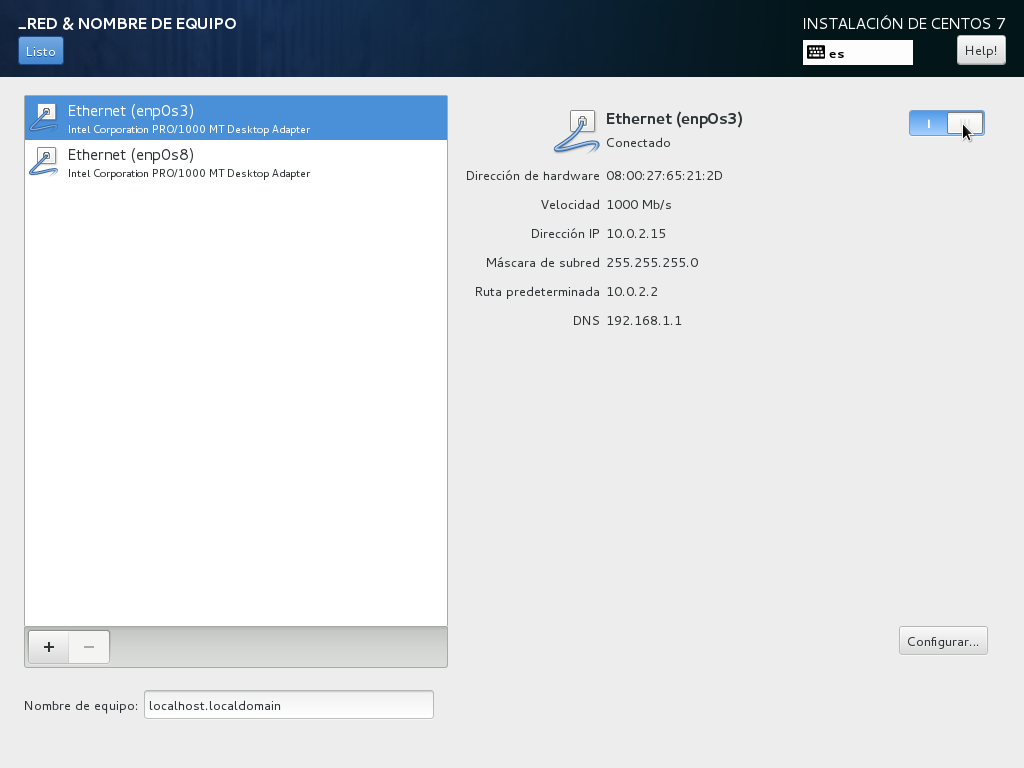 _RED & NOMBRE DE EQUIPO
INSTALACIÓN DE CENTOS 7
Listo
es
Help!
Ethernet (enp0s3)
Intel Corporation PRO/1000 MT Desktop Adapter
Ethernet (enp0s8)
Intel Corporation PRO/1000 MT Desktop Adapter
Ethernet (enp0s3)
Conectado
Dirección de hardware 08:00:27:65:21:2D
Velocidad 1000 Mb/s
Dirección IP 10.0.2.15
Máscara de subred 255.255.255.0
Ruta predeterminada 10.0.2.2
DNS 192.168.1.1
Configurar...
Nombre de equipo: localhost.localdomain